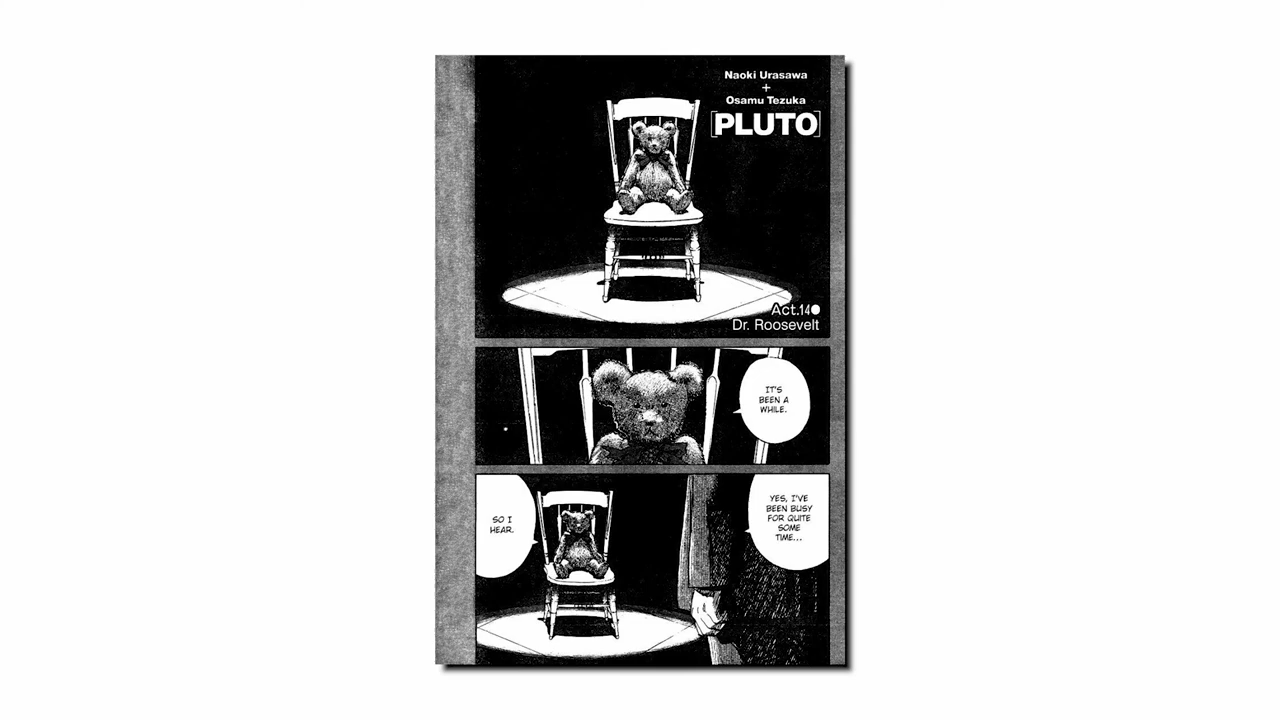 Naoki Urasawa
+
Osamu Tezuka
[PLUTO]
Act.14●
Dr. Roosevelt
IT'S
BEEN A
WHILE.
YES, I'VE
BEEN BUSY
FOR QUITE
SOME
TIME...
SO I
HEAR.